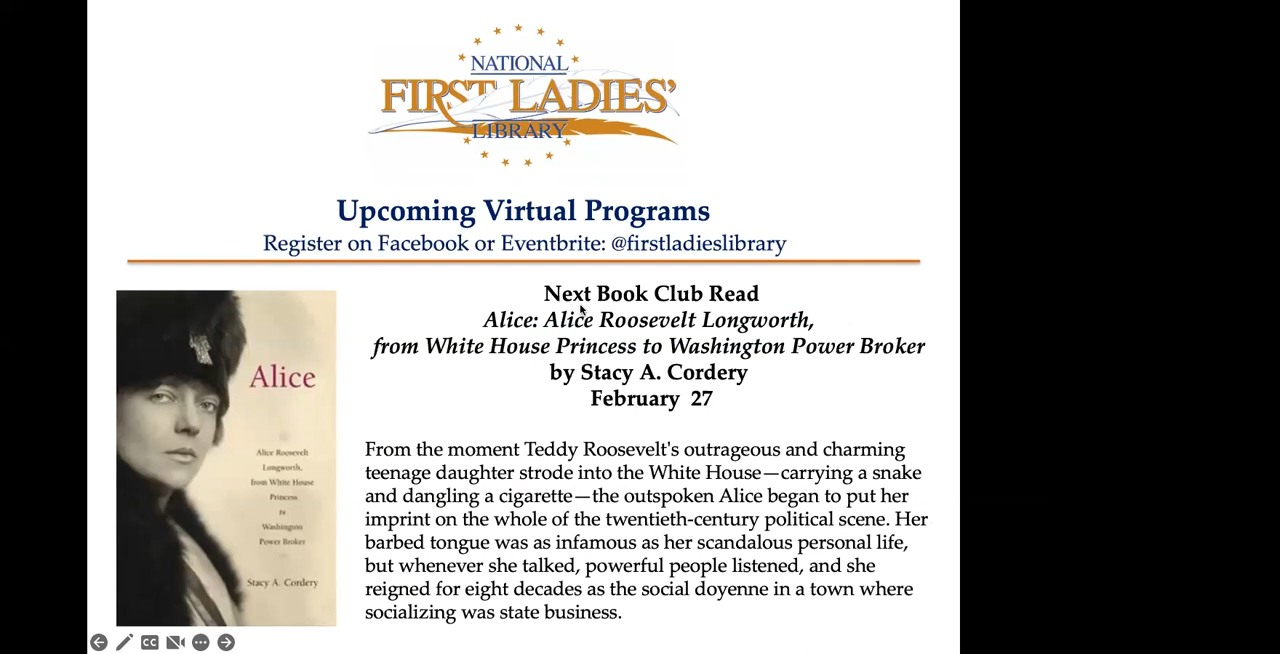 NATIONAL
FIRST LADIES'
LIBRARY
Upcoming Virtual Programs
Register on Facebook or Eventbrite: @firstladieslibrary
Next Book Club Read
Alice: Alice Roosevelt Longworth,
from White House Princess to Washington Power Broker
by Stacy A. Cordery
February 27
Alice
Alice Roosevelt
Longworth,
from White House
Princess
to
Washington
Power Broker
Stacy A. Cordery
From the moment Teddy Roosevelt's outrageous and charming
teenage daughter strode into the White House—carrying a snake
and dangling a cigarette—the outspoken Alice began to put her
imprint on the whole of the twentieth-century political scene. Her
barbed tongue was as infamous as her scandalous personal life,
but whenever she talked, powerful people listened, and she
reigned for eight decades as the social doyenne in a town where
socializing was state business.
CC